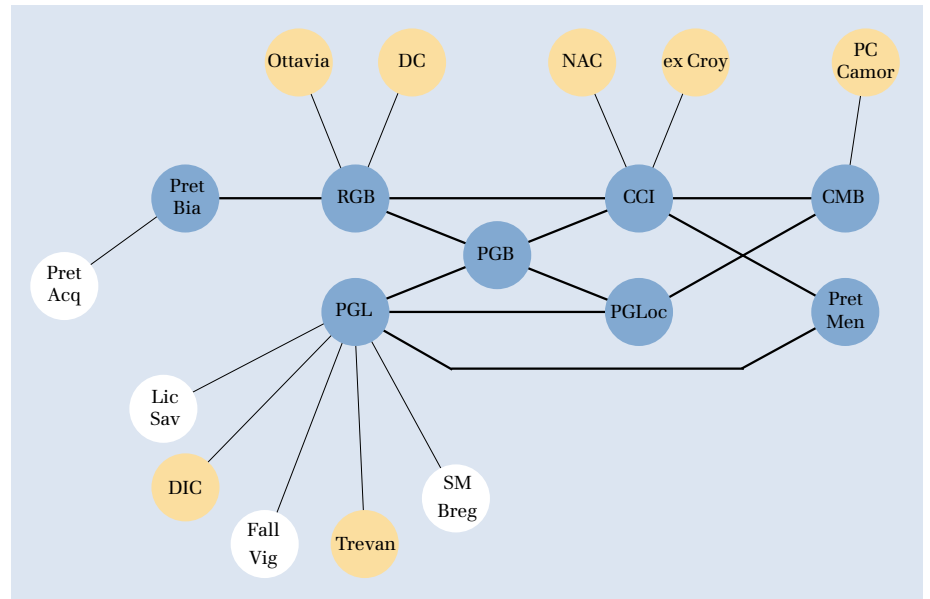 Ottavia
DC
NAC
ex Croy
PC
Camor
Pret
Bia
RGB
CCI
CMB
PGB
Pret
Acq
PGL
PGLoc
Pret
Men
Lic
Sav
DIC
SM
Breg
Fall
Vig
Trevan